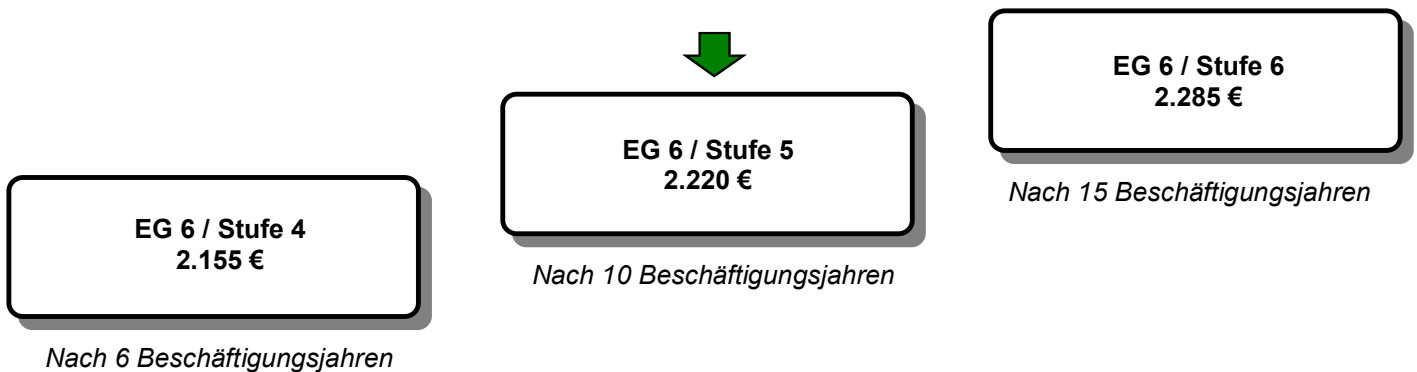 EG 6 / Stufe 4
2.155 €
Nach 6 Beschäftigungsjahren
EG 6 / Stufe 5
2.220 €
Nach 10 Beschäftigungsjahren
EG 6 / Stufe 6
2.285 €
Nach 15 Beschäftigungsjahren